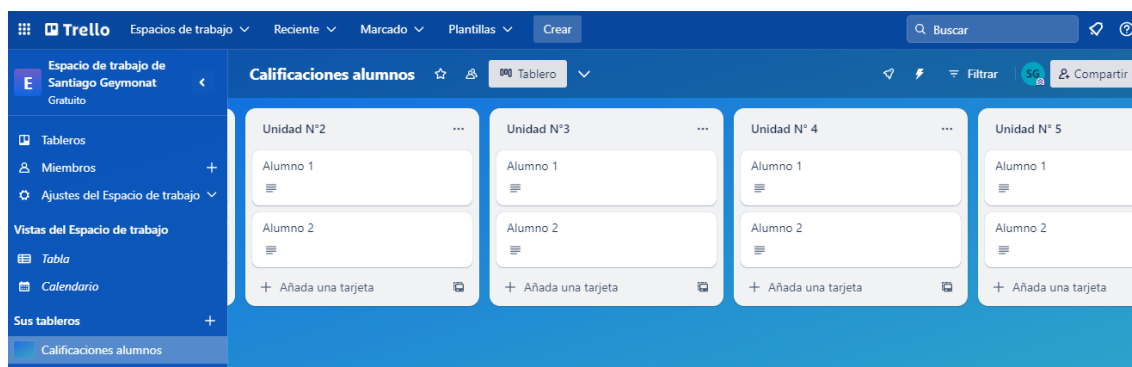 Trello Espacios de trabajo Reciente Marcado Plantillas Crear Buscar
Espacio de trabajo de
Santiago Geymonat
Gratuito
E
Calificaciones alumnos Tablero Filtrar SG Compartir
Tableros
Miembros
Ajustes del Espacio de trabajo
Vistas del Espacio de trabajo
Tabla
Calendario
Sus tableros
Calificaciones alumnos
Unidad N°2
Alumno 1
Alumno 2
+ Añada una tarjeta
Unidad N°3
Alumno 1
Alumno 2
+ Añada una tarjeta
Unidad N° 4
Alumno 1
Alumno 2
+ Añada una tarjeta
Unidad N° 5
Alumno 1
Alumno 2
+ Añada una tarjeta